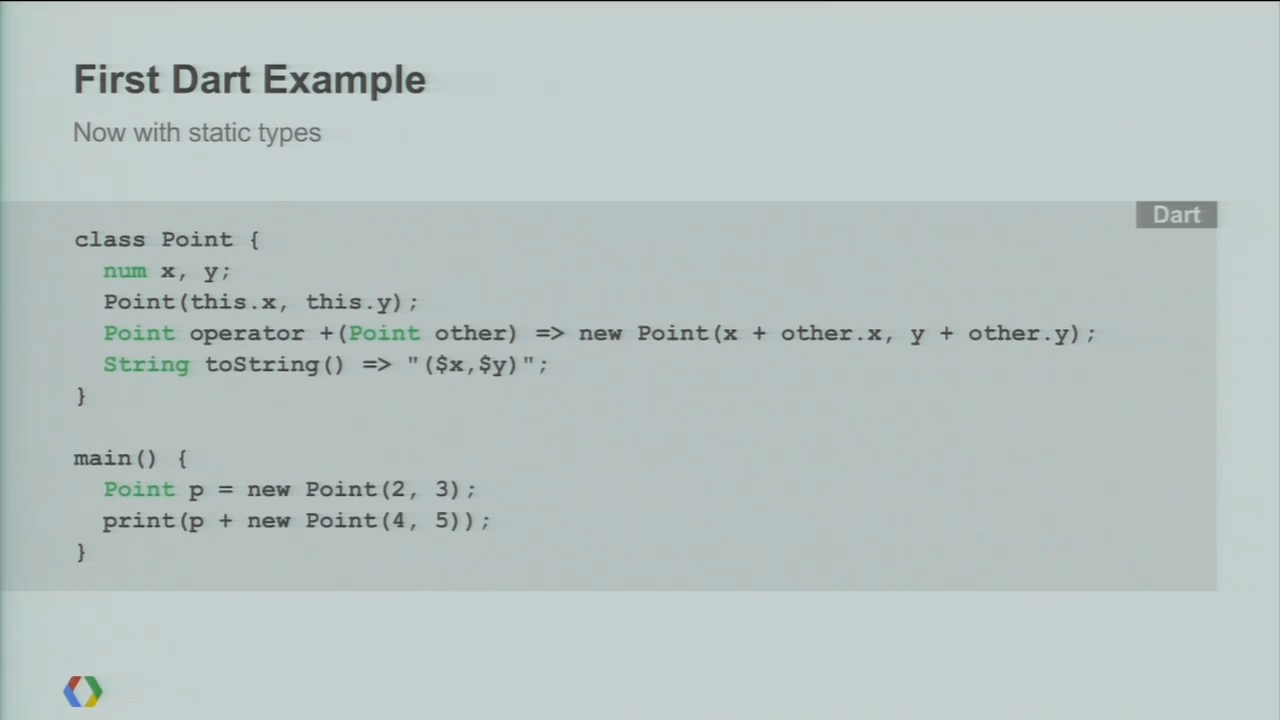 First Dart Example
Now with static types
Dart
class Point {
  num x, y;
  Point(this.x, this.y);
  Point operator +(Point other) => new Point(x + other.x, y + other.y);
  String toString() => "($x,$y)";
}
main() {
  Point p = new Point(2, 3);
  print(p + new Point(4, 5));
}